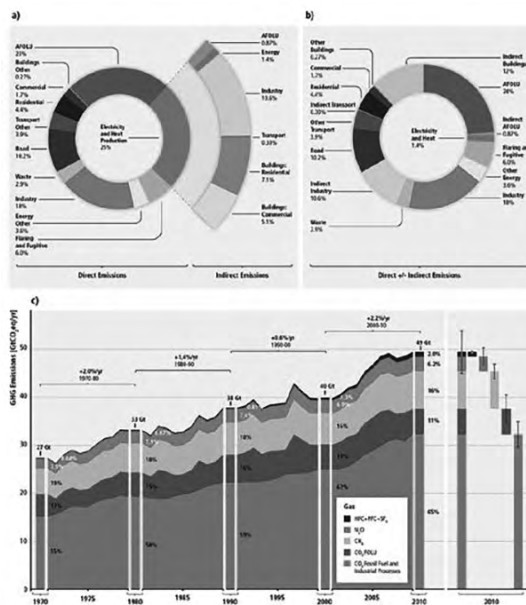 a)
AFOLU
25%
Buildings
Other
0.27%
Commercial
1.7%
Residential
4.4%
Transport
Other
3.9%
Road
10.2%
Waste
2.9%
Industry
18%
Energy
Other
3.6%
Flaring
and Fugitive
6.0%
Electricity
and Heat
Production
25%
AFOLU
0.87%
Energy
1.4%
Industry
Transport
0.30%
Buildings:
Residential
7.1%
Buildings:
Commercial
5.1%
Direct Emissions
Indirect Emissions
b)
Other
Buildings
0.27%
Commercial
1.7%
Residential
4.4%
Indirect Transport
0.30%
Other
Transport
3.9%
Road
10.2%
Indirect
Industry
Waste
2.9%
Electricity
and Heat
1.4%
Indirect
Buildings
12%
AFOLU
Indirect
AFOLU
0.87%
Flaring and
Fugitive
6.0%
Other
Energy
3.6%
Industry
18%
Direct +/- Indirect Emissions
c)
GHG Emissions [GtCO2eq/yr]
50
40
30
20
10
0
+2.0%/yr
1970-80
+1.4%/yr
1980-90
+0.6%/yr
1990-00
+2.2%/yr
2000-10
27 Gt
33 Gt
38 Gt
40 Gt
49 Gt
2.0%
6.2%
16%
11%
65%
19%
17%
55%
18%
59%
18%
16%
62%
Gas
HFC+PFC+SF6
N2O
CH4
CO2 FOLU
CO2 Fossil Fuel and
Industrial Processes
1970
1975
1980
1985
1990
1995
2000
2005
2010
2010